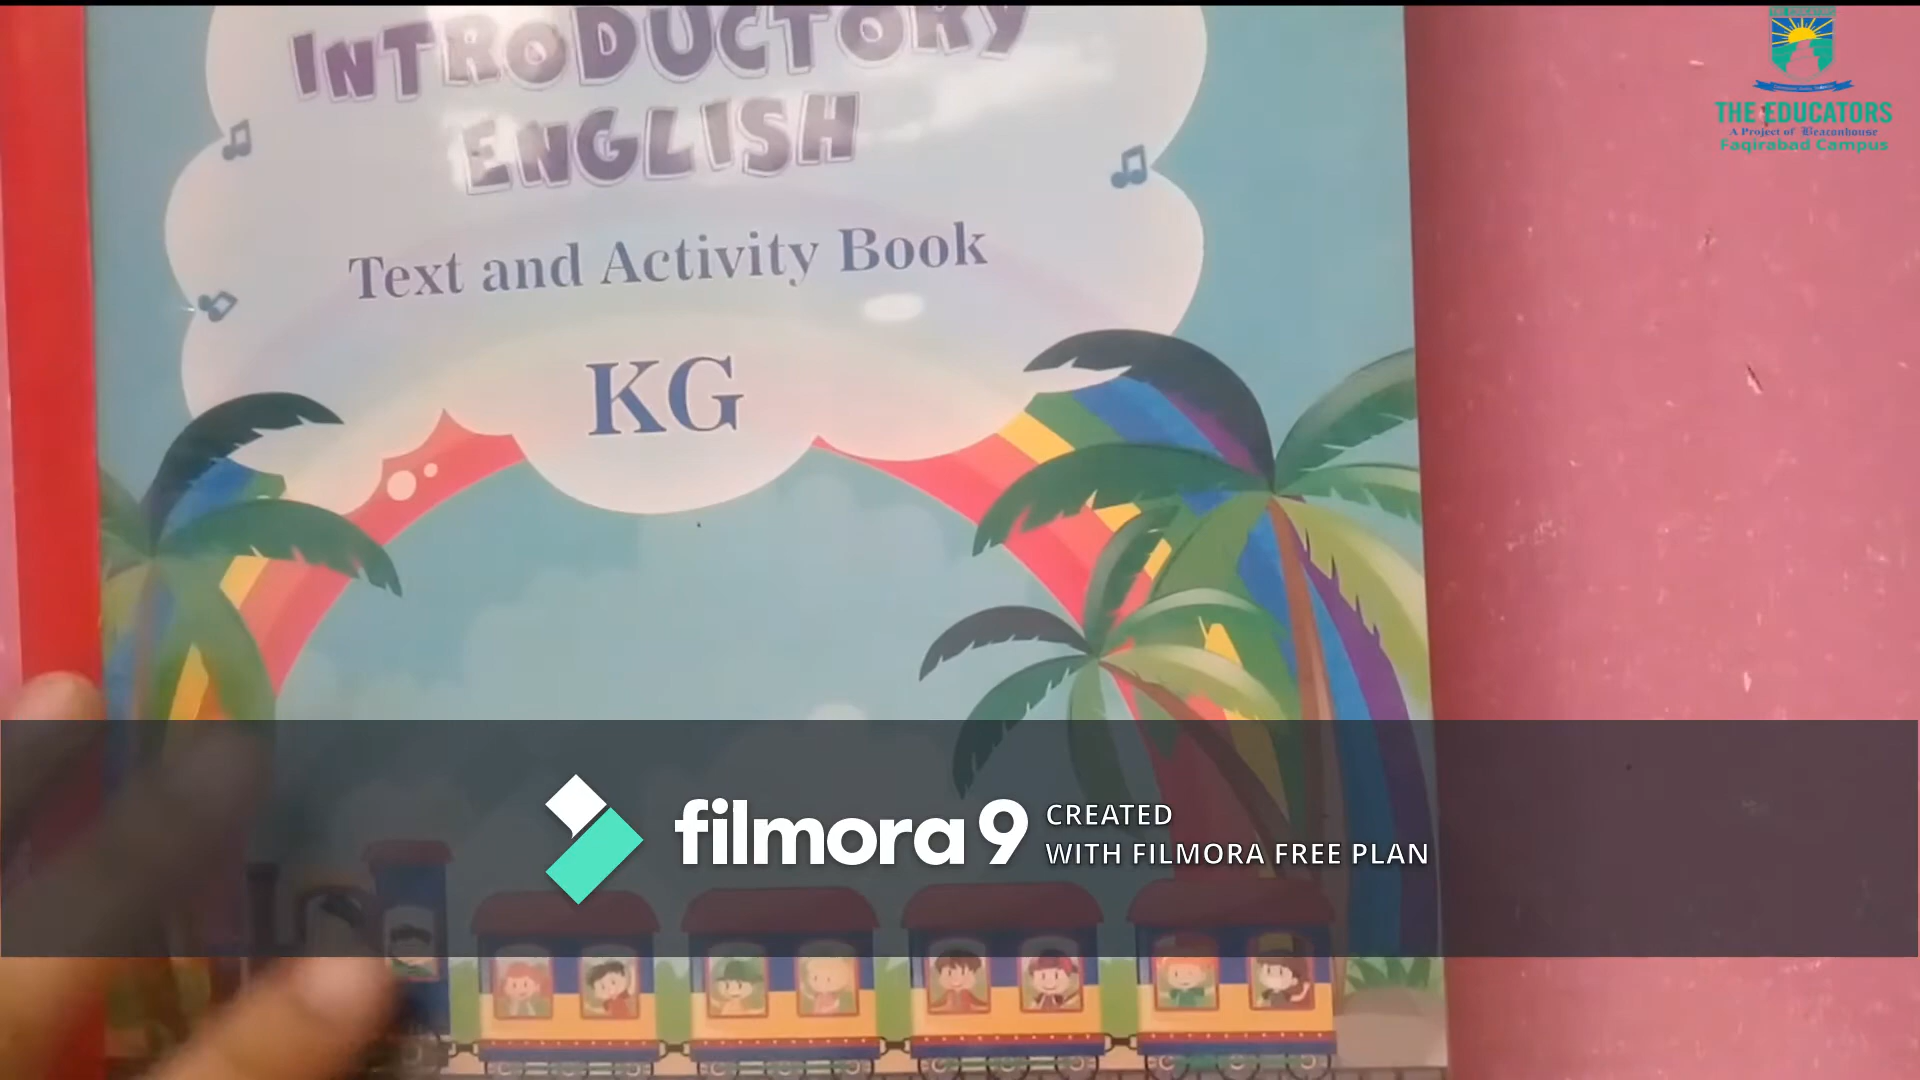 INTRODUCTORY
ENGLISH
Text and Activity Book
KG
THE EDUCATORS
A Project of Beaconhouse
Faqirabad Campus
filmora9
CREATED
WITH FILMORA FREE PLAN